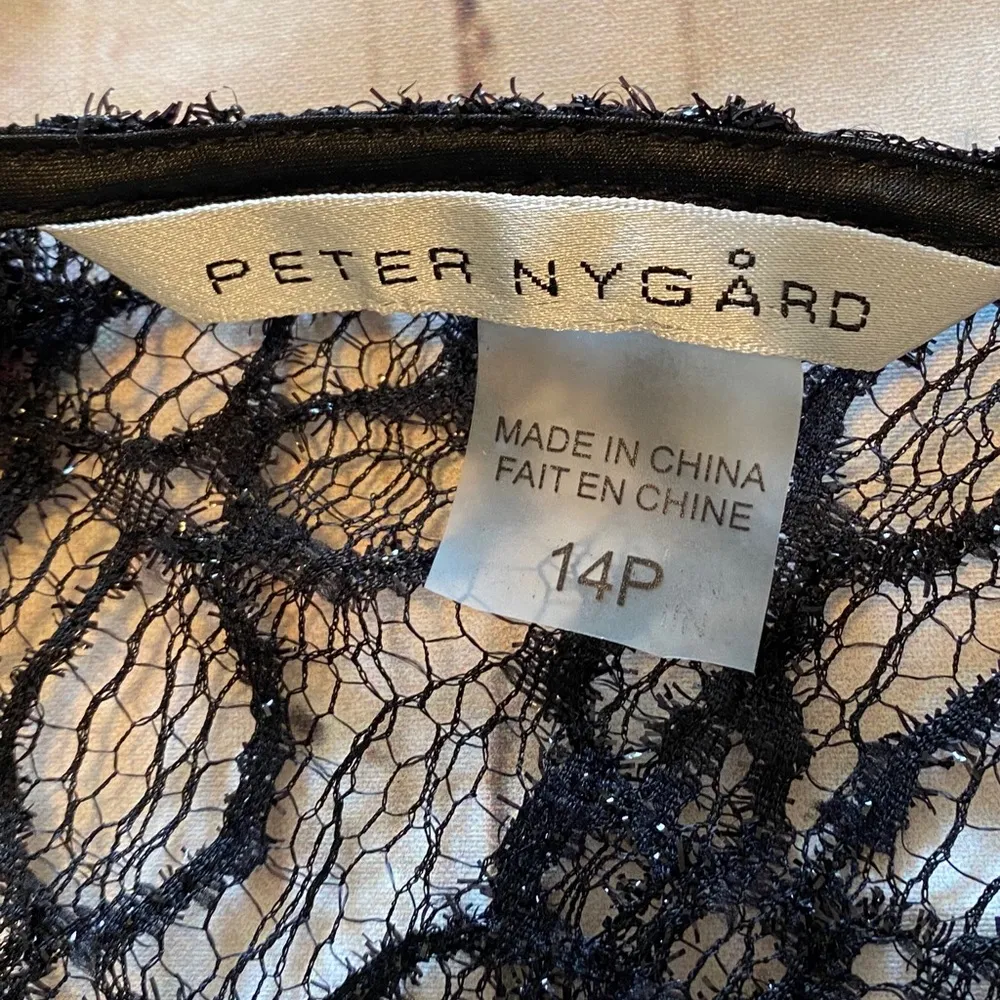 PETER NYGÅRD
MADE IN CHINA
FAIT EN CHINE
14P